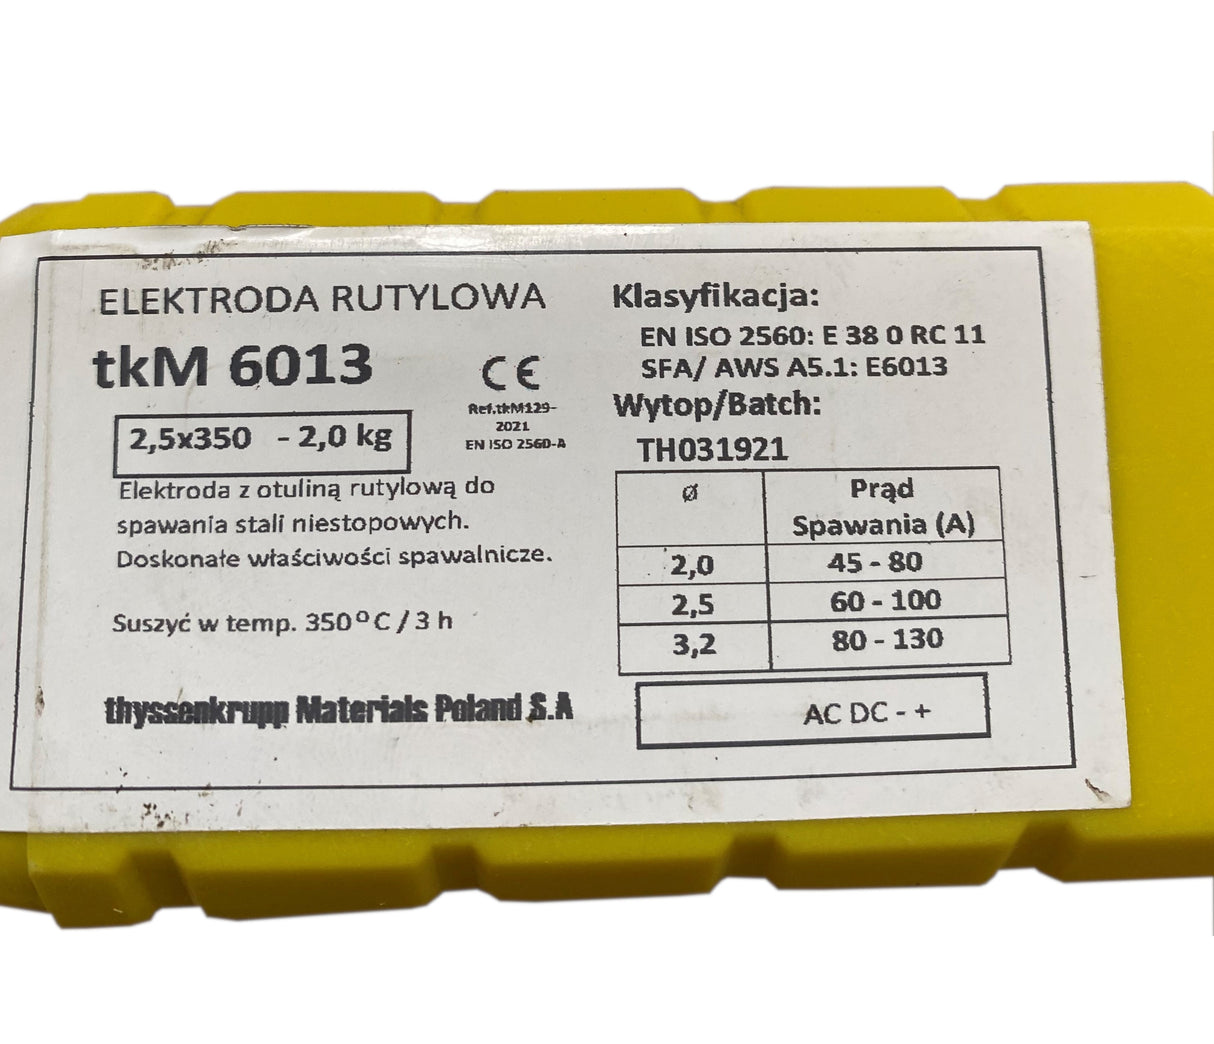 ELEKTRODA RUTYLOWA
tkM 6013
CE
Ref.tkM129-
2021
EN ISO 2560-A
2,5x350 - 2,0 kg
Elektroda z otuliną rutylową do
spawania stali niestopowych.
Doskonałe właściwości spawalnicze.
Suszyć w temp. 350°C / 3 h
thyssenkrupp Materials Poland S.A
Klasyfikacja:
EN ISO 2560: E 38 0 RC 11
SFA/ AWS A5.1: E6013
Wytop/Batch:
TH031921
ø Prąd
Spawania (A)
2,0 45 - 80
2,5 60 - 100
3,2 80 - 130
AC DC - +